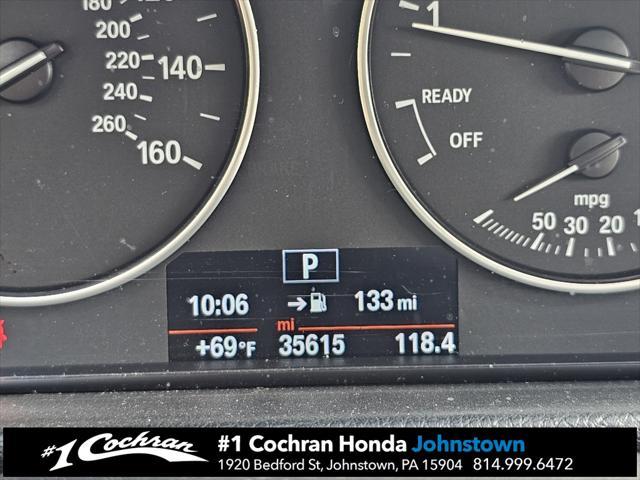 180
200
220
240
260
140
160
1
READY
OFF
mpg
50 30 20
P
10:06 133 mi
mi
+69°F 35615 118.4
#1 Cochran #1 Cochran Honda Johnstown
1920 Bedford St, Johnstown, PA 15904 814.999.6472